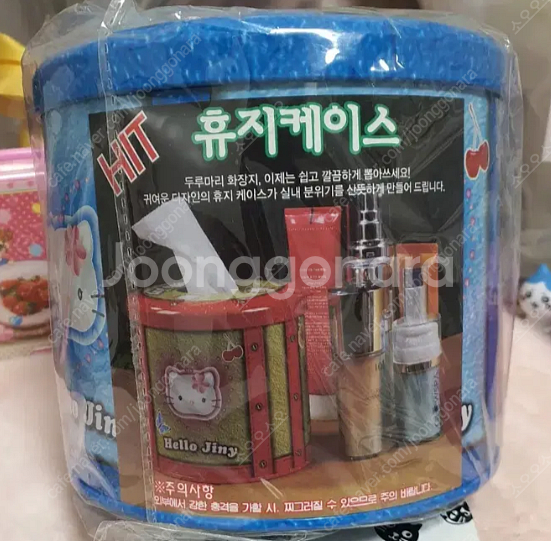 HIT
휴지케이스
두루마리 화장지, 이제는 쉽고 깔끔하게 뽑아쓰세요!
귀여운 디자인의 휴지 케이스가 실내 분위기를 산뜻하게 만들어 드립니다.
Joonggonara
Hello Jiny
Hello Jin
y
※주의사항
외부에서 강한 충격을 가할 시, 찌그러질 수 있으므로 주의 바랍니다.